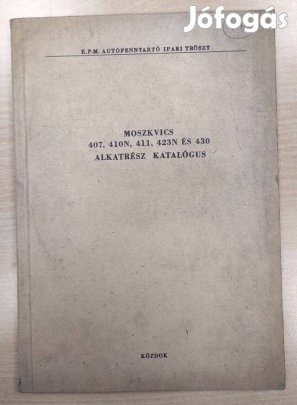 Jófogás
K.P.M. AUTÓFENNTARTÓ IPARI TRÖSZT
MOSZKVICS
407, 410N, 411, 423N ÉS 430
ALKATRÉSZ KATALÓGUS
KÖZDOK